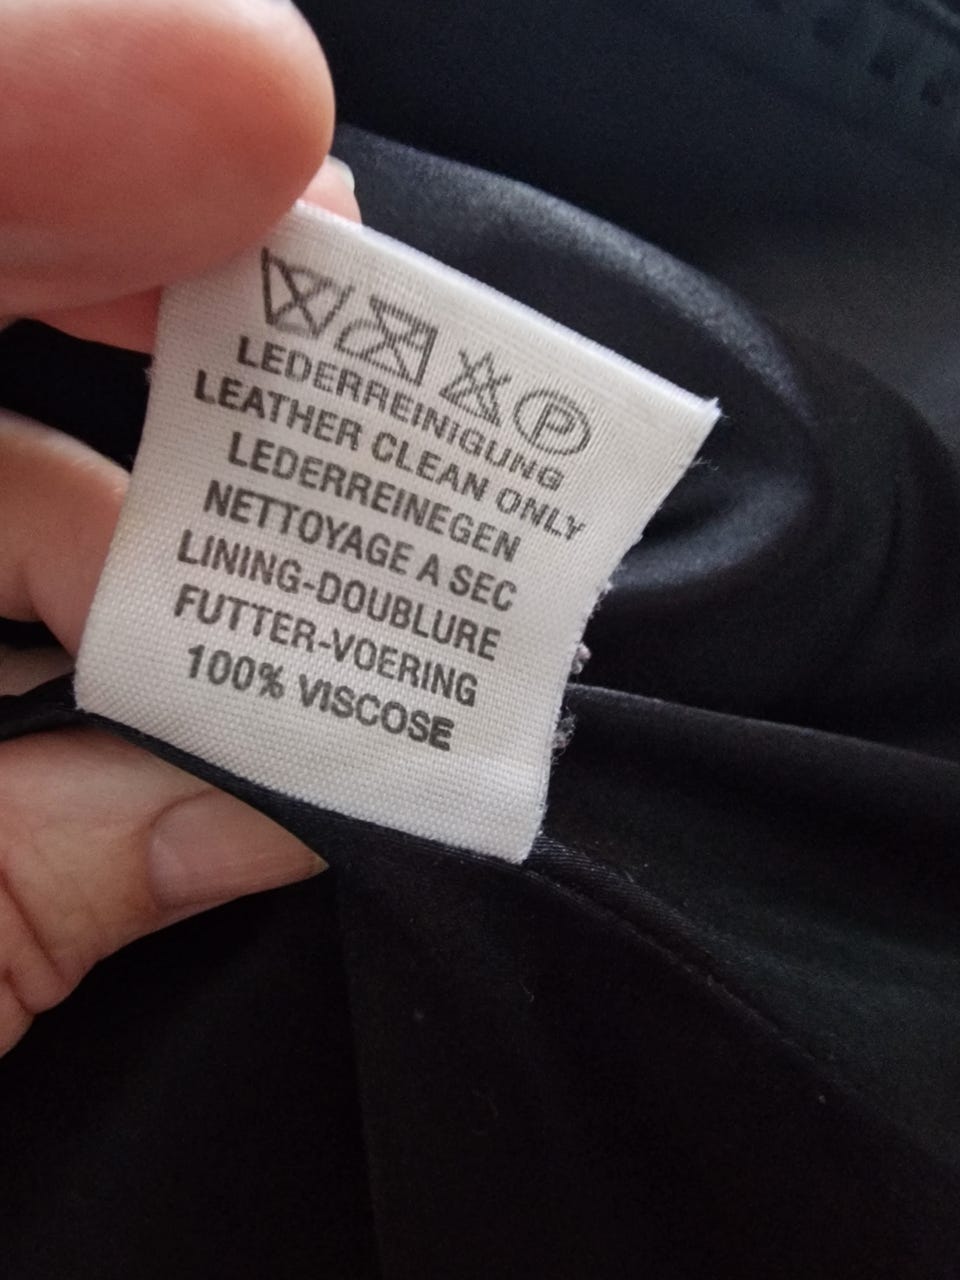 P
LEDERREINIGUNG
LEATHER CLEAN ONLY
LEDERREINEGEN
NETTOYAGE A SEC
LINING-DOUBLURE
FUTTER-VOERING
100% VISCOSE